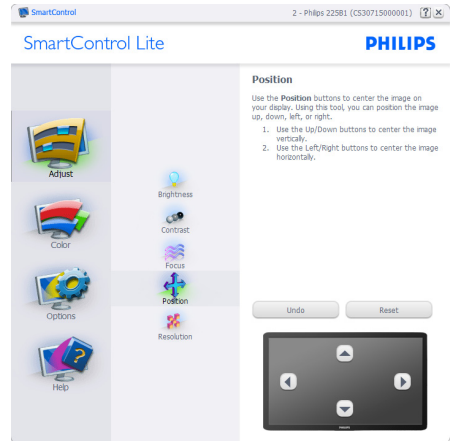 SmartControl
2 - Philips 225B1 (CS30715000001)
SmartControl Lite
PHILIPS
Adjust
Color
Options
Help
Brightness
Contrast
Focus
Position
Resolution
Position
Use the Position buttons to center the image on
your display. Using this tool, you can position the image
up, down, left, or right.
1. Use the Up/Down buttons to center the image
vertically.
2. Use the Left/Right buttons to center the image
horizontally.
Undo
Reset
PHILIPS